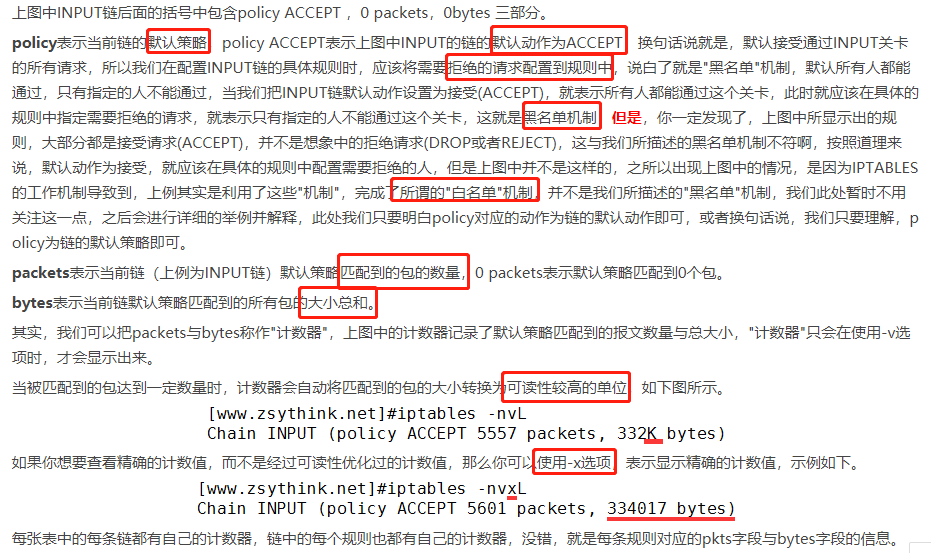 上图中INPUT链后面的括号中包含policy ACCEPT ，0 packets，0bytes 三部分。
policy表示当前链的默认策略，policy ACCEPT表示上图中INPUT的链的默认动作为ACCEPT，换句话说就是，默认接受通过INPUT关卡
的所有请求，所以我们在配置INPUT链的具体规则时，应该将需要拒绝的请求配置到规则中，说白了就是"黑名单"机制，默认所有人都能
通过，只有指定的人不能通过，当我们把INPUT链默认动作设置为接受(ACCEPT)，就表示所有人都能通过这个关卡，此时就应该在具体的
规则中指定需要拒绝的请求，就表示只有指定的人不能通过这个关卡，这就是黑名单机制，但是，你一定发现了，上图中所显示出的规
则，大部分都是接受请求(ACCEPT)，并不是想象中的拒绝请求(DROP或者REJECT)，这与我们所描述的黑名单机制不符啊，按照道理来
说，默认动作为接受，就应该在具体的规则中配置需要拒绝的人，但是上图中并不是这样的，之所以出现上图中的情况，是因为IPTABLES
的工作机制导致到，上例其实是利用了这些"机制"，完成了所谓的"白名单"机制，并不是我们所描述的"黑名单"机制，我们此处暂时不用
关注这一点，之后会进行详细的举例并解释，此处我们只要明白policy对应的动作为链的默认动作即可，或者换句话说，我们只要理解，p
olicy为链的默认策略即可。
packets表示当前链（上例为INPUT链）默认策略匹配到的包的数量，0 packets表示默认策略匹配到0个包。
bytes表示当前链默认策略匹配到的所有包的大小总和。
其实，我们可以把packets与bytes称作"计数器"，上图中的计数器记录了默认策略匹配到的报文数量与总大小，"计数器"只会在使用-v选
项时，才会显示出来。
当被匹配到的包达到一定数量时，计数器会自动将匹配到的包的大小转换为可读性较高的单位，如下图所示。
[www.zsythink.net]#iptables -nvL
Chain INPUT (policy ACCEPT 5557 packets, 332K bytes)
如果你想要查看精确的计数值，而不是经过可读性优化过的计数值，那么你可以使用-x选项，表示显示精确的计数值，示例如下。
[www.zsythink.net]#iptables -nvxL
Chain INPUT (policy ACCEPT 5601 packets, 334017 bytes)
每张表中的每条链都有自己的计数器，链中的每个规则也都有自己的计数器，没错，就是每条规则对应的pkts字段与bytes字段的信息。